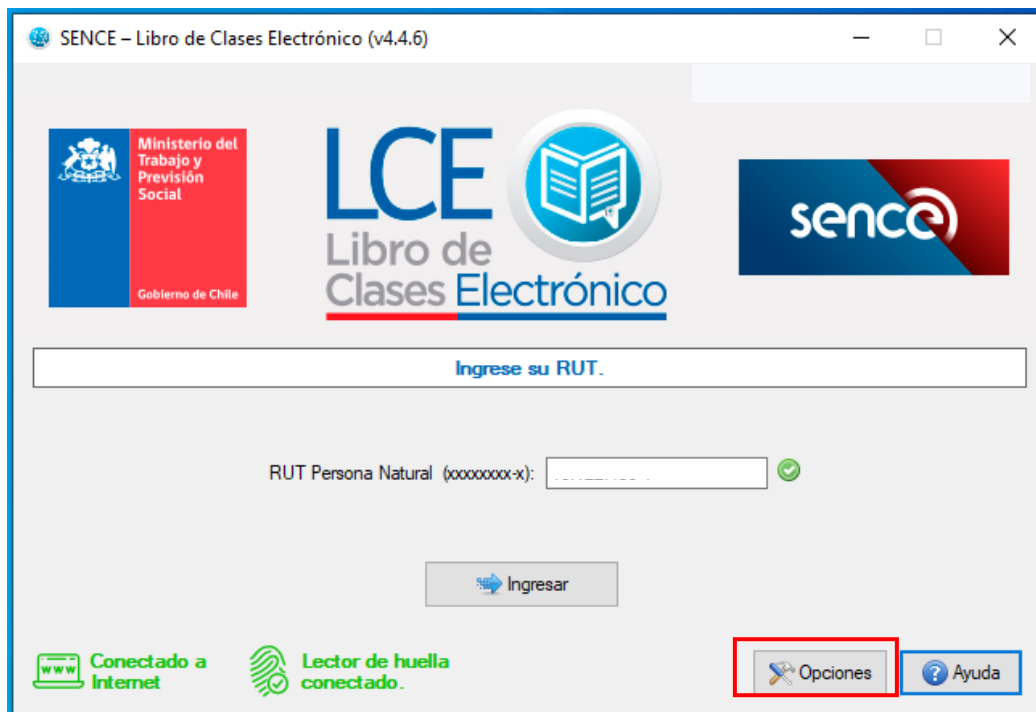 SENCE – Libro de Clases Electrónico (v4.4.6)
Ministerio del
Trabajo y
Previsión
Social
Gobierno de Chile
LCE
Libro de
Clases Electrónico
sence
Ingrese su RUT.
RUT Persona Natural (xxxxxxxx-x):
Ingresar
www
Conectado a
Internet
Lector de huella
conectado.
Opciones
? Ayuda